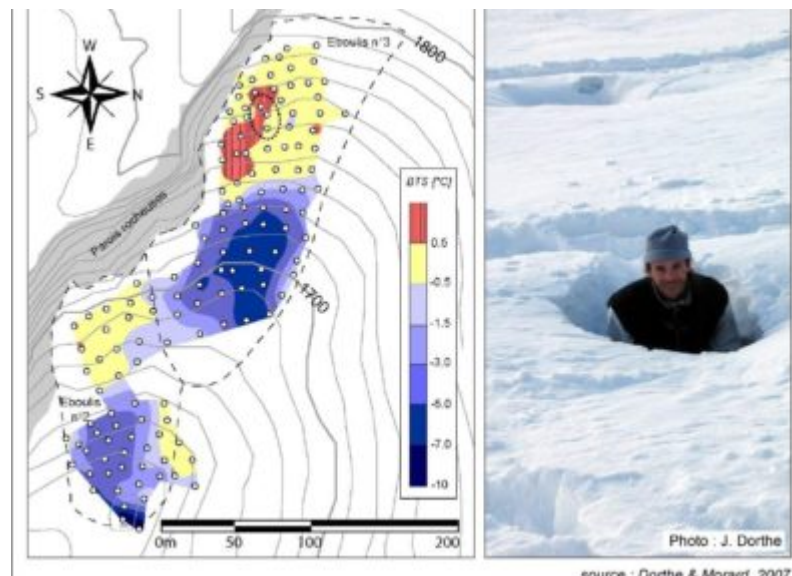 W
S
N
E
Eboulis n°3
1800
Parois rocheuses
BTS (°C)
0.5
-0.5
-1.5
-3.0
-5.0
-7.0
-10
1700
Eboulis
n°2
0m 50 100 200
Photo : J. Dorthe
source : Dorthe & Morard, 2007